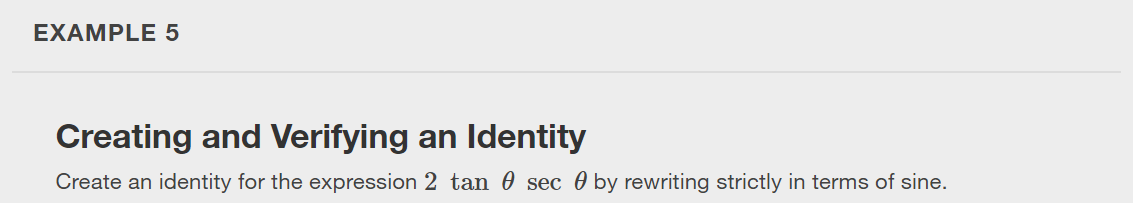 EXAMPLE 5
Creating and Verifying an Identity
Create an identity for the expression 2 tan θ sec θ by rewriting strictly in terms of sine.